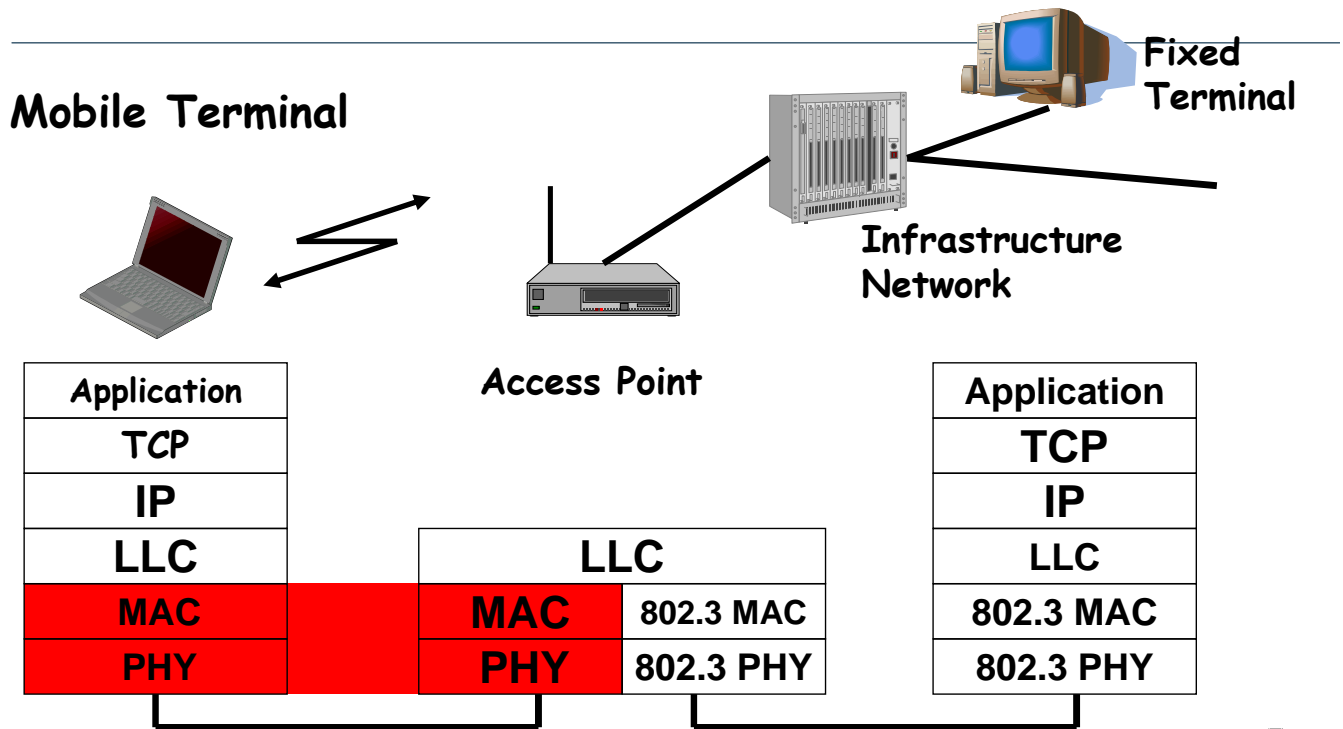 Fixed
Terminal
Mobile Terminal
Infrastructure
Network
Access Point
Application
TCP
IP
LLC
MAC
PHY
LLC
MAC 802.3 MAC
PHY 802.3 PHY
Application
TCP
IP
LLC
802.3 MAC
802.3 PHY